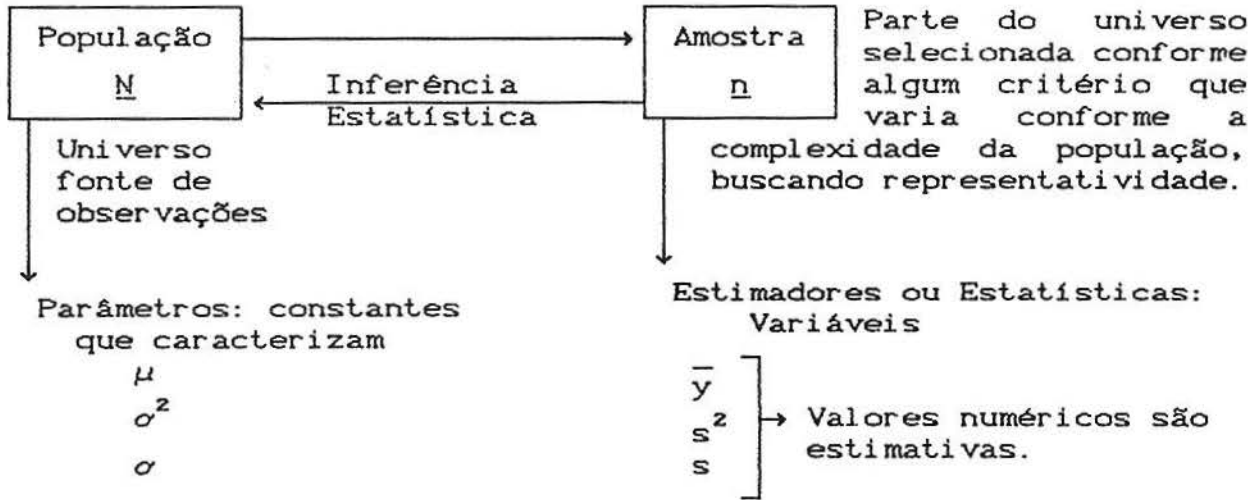 População
N
Inferência
Estatística
Amostra
n
Parte do universo
selecionada conforme
algum critério que
varia conforme a
complexidade da população,
buscando representatividade.
Universo
fonte de
observações
Parâmetros: constantes
que caracterizam
μ
σ²
σ
Estimadores ou Estatísticas:
Variáveis
y̅
s²
s
Valores numéricos são
estimativas.